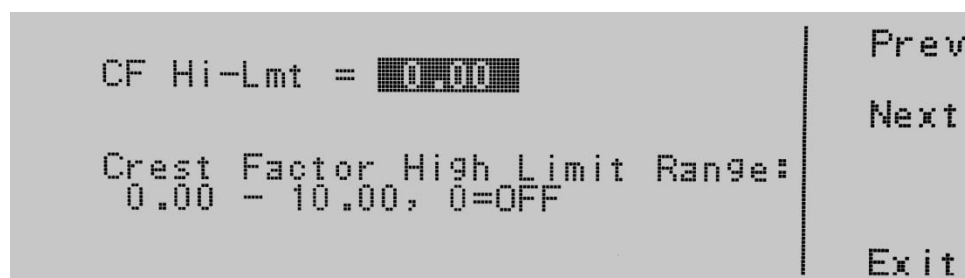 CF Hi-Lmt = 0.00
Crest Factor High Limit Range:
0.00 - 10.00, 0=OFF
Prev
Next
Exit